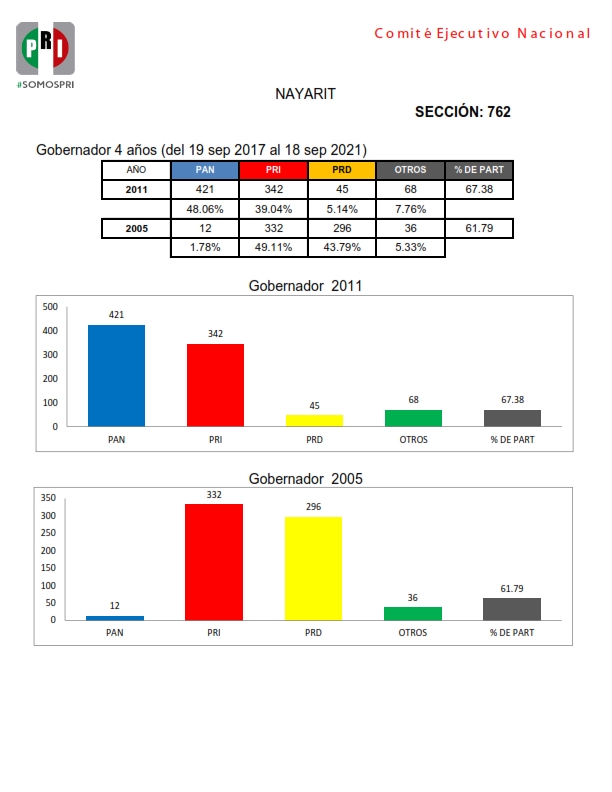 Comité Ejecutivo Nacional
PRI
#SOMOSPRI
NAYARIT
SECCIÓN: 762
Gobernador 4 años (del 19 sep 2017 al 18 sep 2021)
AÑO PAN PRI PRD OTROS % DE PART
2011 421 342 45 68 67.38
48.06% 39.04% 5.14% 7.76%
2005 12 332 296 36 61.79
1.78% 49.11% 43.79% 5.33%
Gobernador 2011
500
400
300
200
100
0
421
342
45
68
67.38
PAN PRI PRD OTROS % DE PART
Gobernador 2005
350
300
250
200
150
100
50
0
12
332
296
36
61.79
PAN PRI PRD OTROS % DE PART